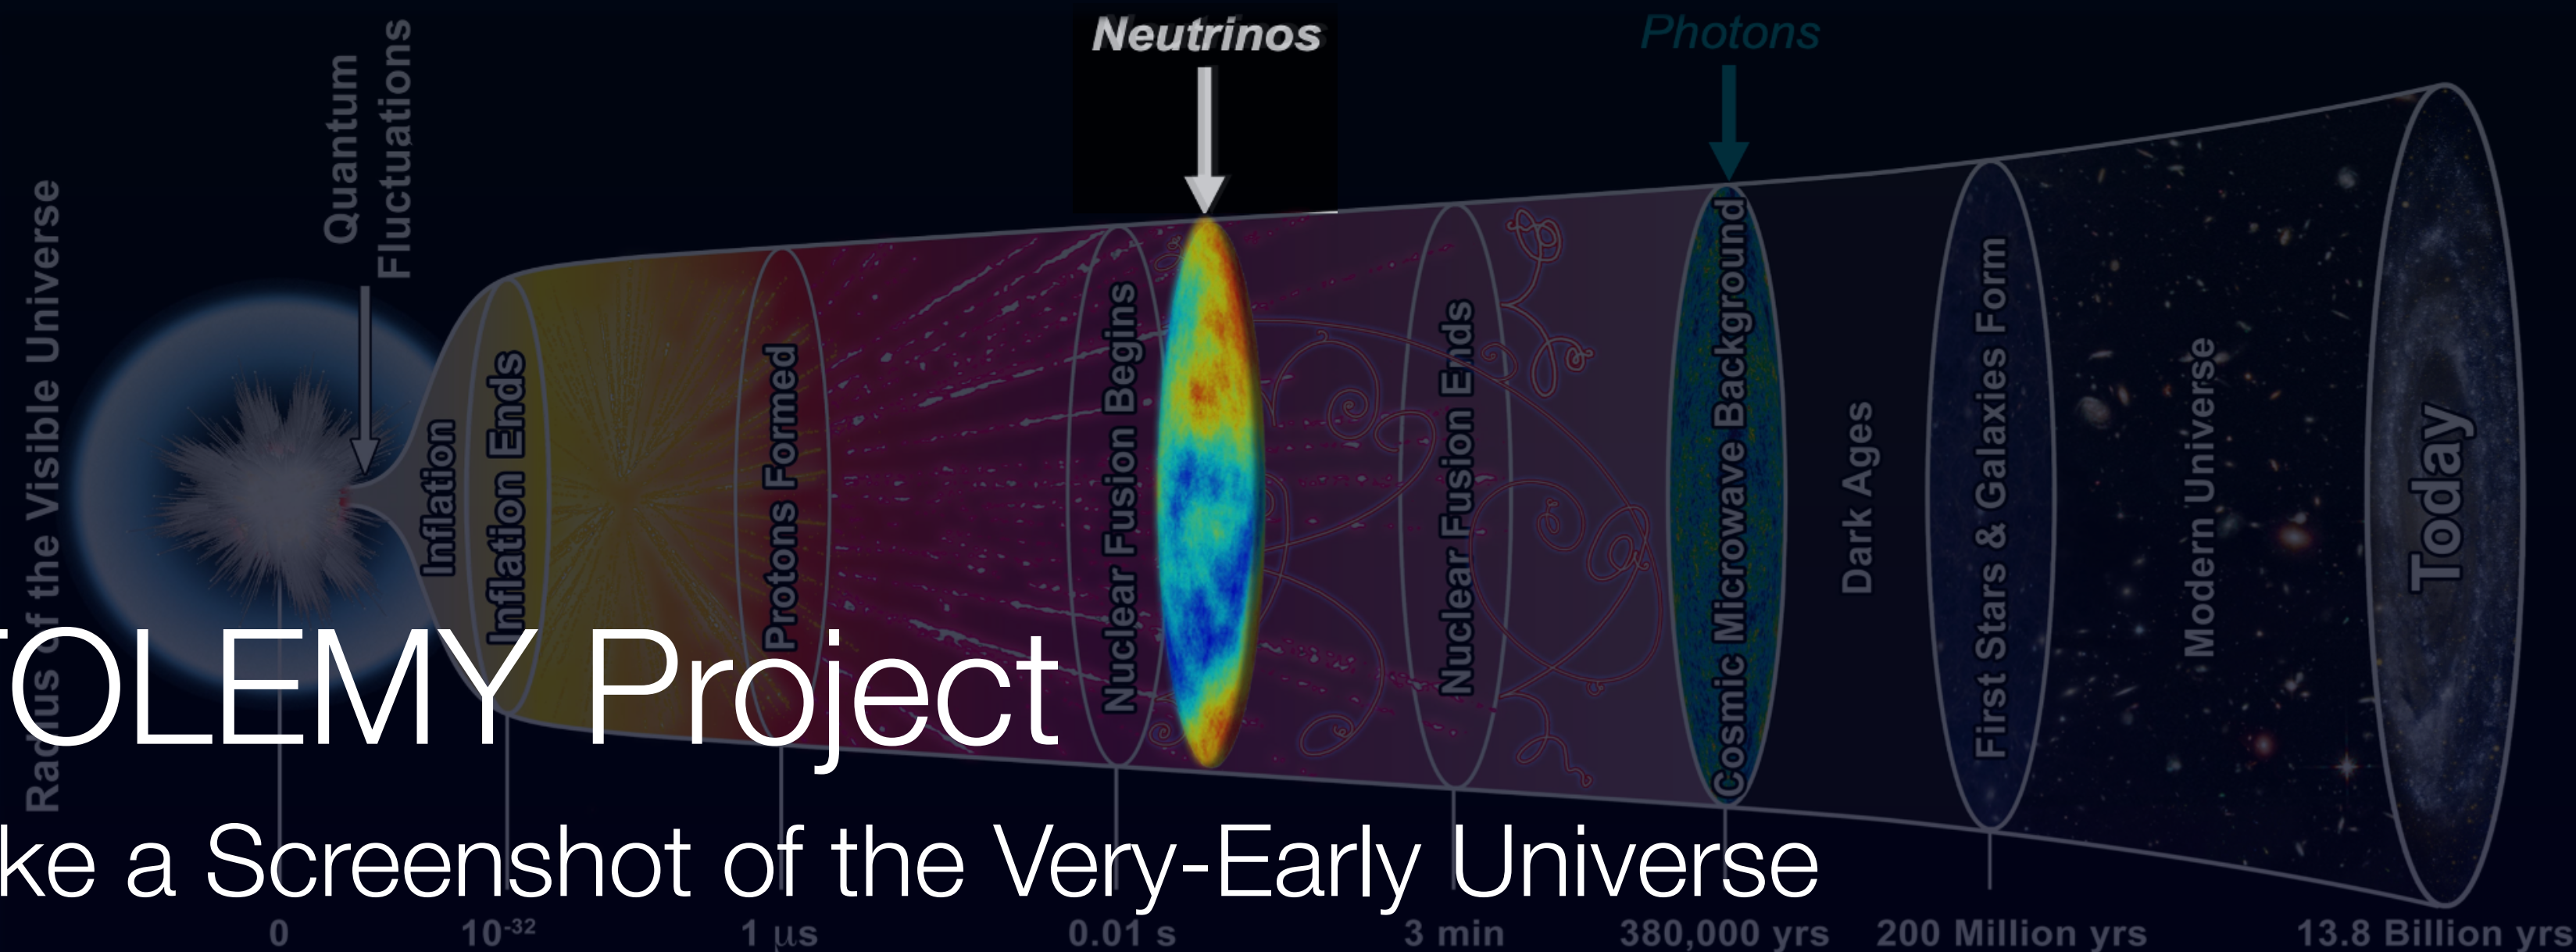 Neutrinos
Photons
Quantum
Fluctuations
Radius of the Visible Universe
Inflation
Inflation Ends
Protons Formed
Nuclear Fusion Begins
Nuclear Fusion Ends
Cosmic Microwave Background
Dark Ages
First Stars & Galaxies Form
Modern Universe
Today
TOLEMY Project
ke a Screenshot of the Very-Early Universe
0
10-32
1 μs
0.01 s
3 min
380,000 yrs
200 Million yrs
13.8 Billion yrs